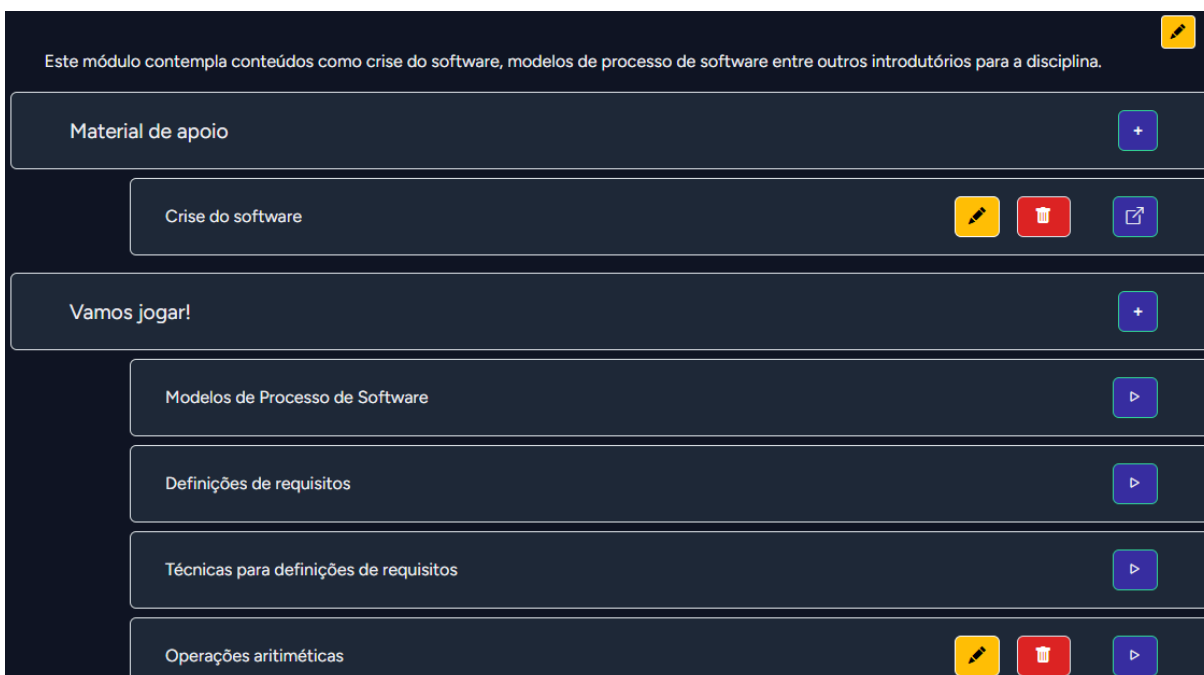 Este módulo contempla conteúdos como crise do software, modelos de processo de software entre outros introdutórios para a disciplina.
Material de apoio
+
Crise do software
Vamos jogar!
+
Modelos de Processo de Software
Definições de requisitos
Técnicas para definições de requisitos
Operações aritiméticas